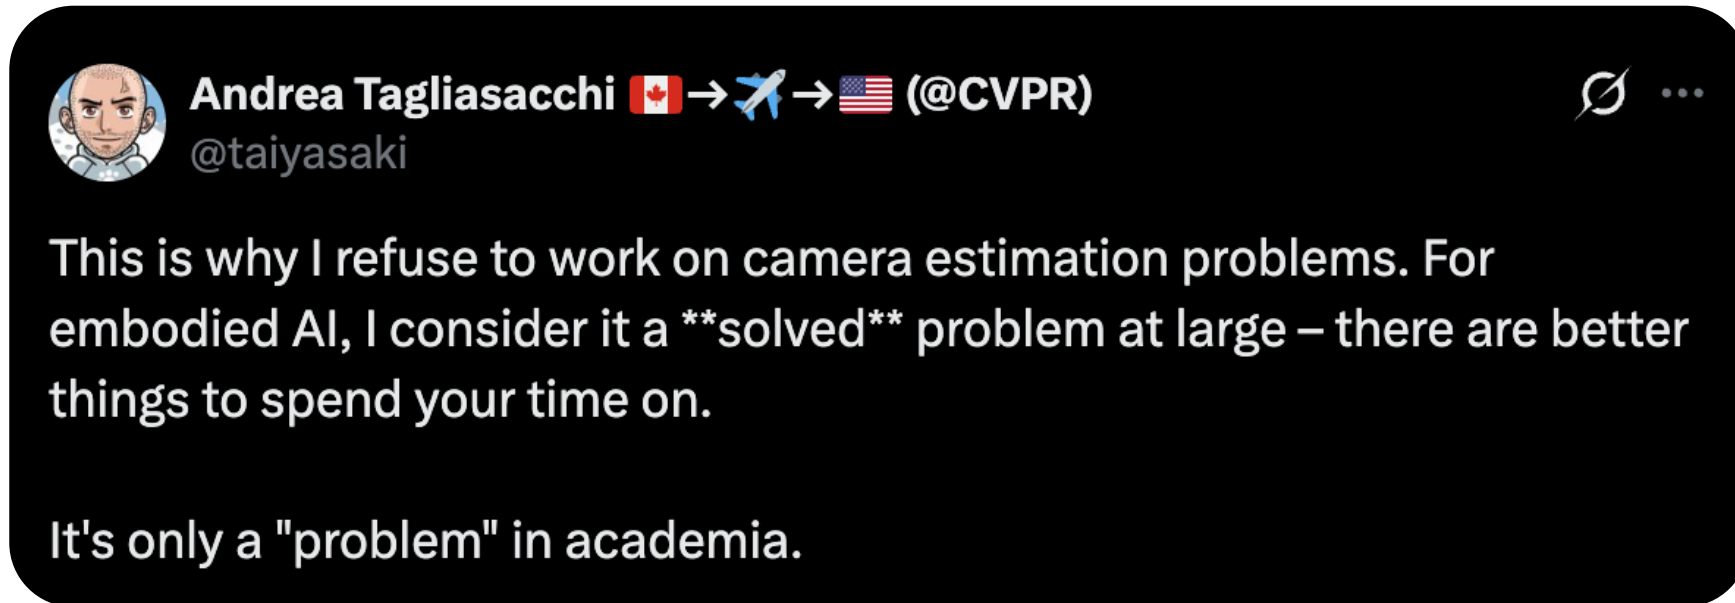 Andrea Tagliasacchi 🇨🇦→✈️→🇺🇸 (@CVPR)
@taiyasaki
This is why I refuse to work on camera estimation problems. For
embodied AI, I consider it a **solved** problem at large – there are better
things to spend your time on.
It's only a "problem" in academia.